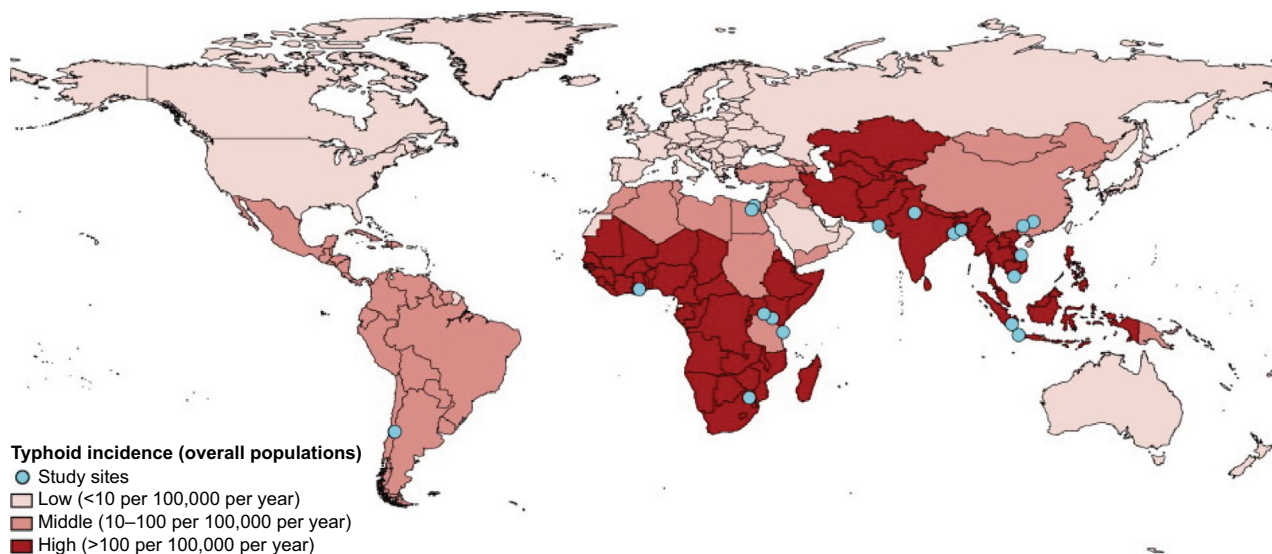 Typhoid incidence (overall populations)
Study sites
Low (<10 per 100,000 per year)
Middle (10–100 per 100,000 per year)
High (>100 per 100,000 per year)